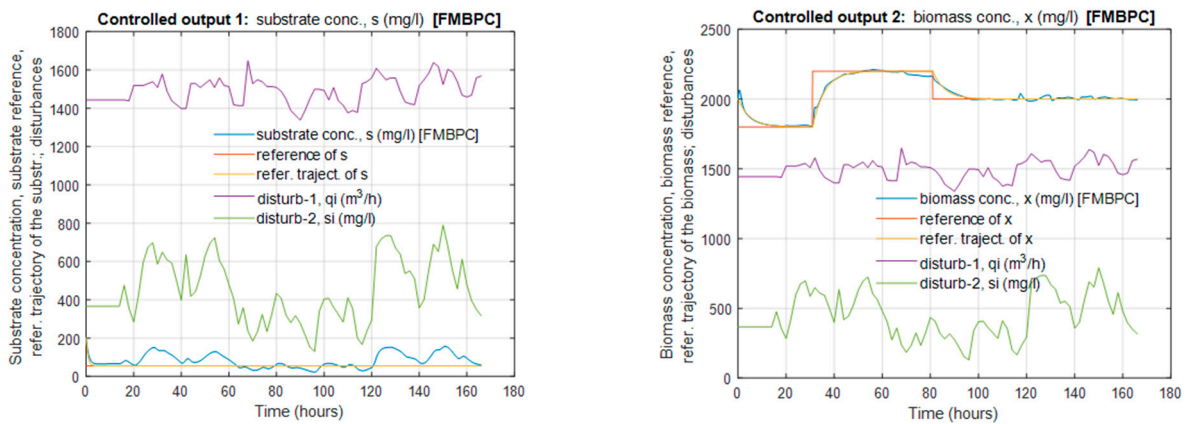 Controlled output 1: substrate conc., s (mg/l) [FMBPC]
Substrate concentration, substrate reference,
refer. trajectory of the substr.; disturbances
1800
1600
1400
1200
1000
800
600
400
200
0
substrate conc., s (mg/l) [FMBPC]
reference of s
refer. traject. of s
disturb-1, qi (m³/h)
disturb-2, si (mg/l)
0 20 40 60 80 100 120 140 160 180
Time (hours)
Controlled output 2: biomass conc., x (mg/l) [FMBPC]
Biomass concentration, biomass reference,
refer. trajectory of the biomass; disturbances
2500
2000
1500
1000
500
0
biomass conc., x (mg/l) [FMBPC]
reference of x
refer. traject. of x
disturb-1, qi (m³/h)
disturb-2, si (mg/l)
0 20 40 60 80 100 120 140 160 180
Time (hours)